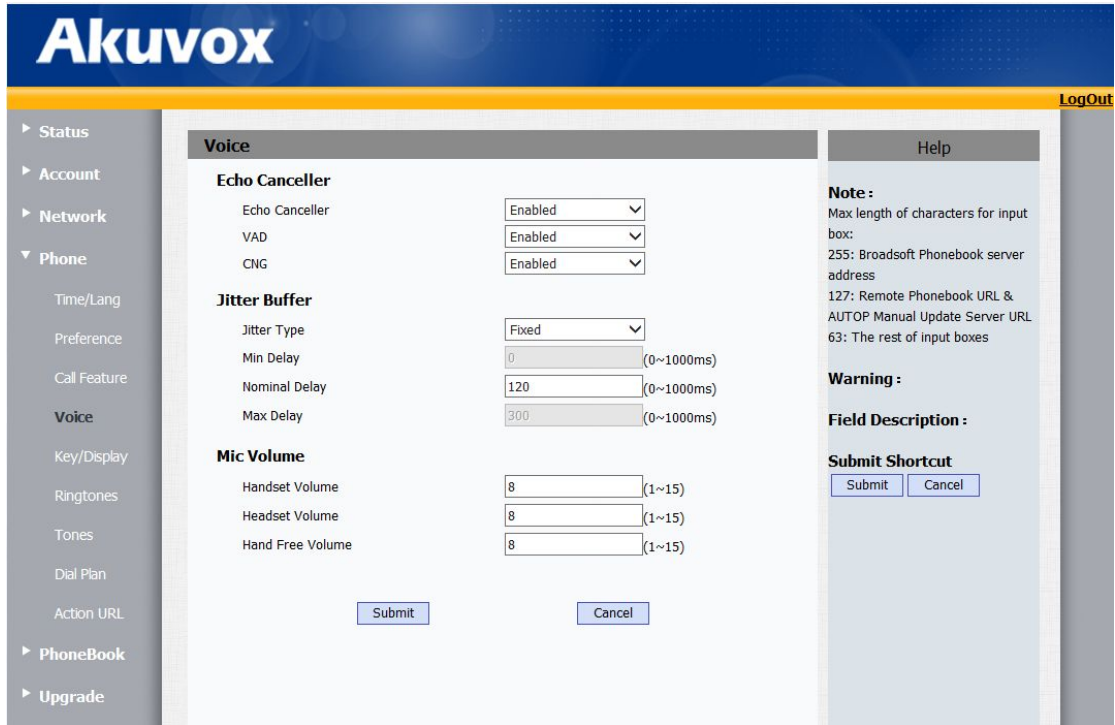 Akuvox
LogOut
Status
Account
Network
Phone
Time/Lang
Preference
Call Feature
Voice
Key/Display
Ringtones
Tones
Dial Plan
Action URL
PhoneBook
Upgrade
Voice
Echo Canceller
Echo Canceller Enabled
VAD Enabled
CNG Enabled
Jitter Buffer
Jitter Type Fixed
Min Delay 0 (0~1000ms)
Nominal Delay 120 (0~1000ms)
Max Delay 300 (0~1000ms)
Mic Volume
Handset Volume 8 (1~15)
Headset Volume 8 (1~15)
Hand Free Volume 8 (1~15)
Submit Cancel
Help
Note :
Max length of characters for input
box:
255: Broadsoft Phonebook server
address
127: Remote Phonebook URL &
AUTOP Manual Update Server URL
63: The rest of input boxes
Warning :
Field Description :
Submit Shortcut
Submit Cancel